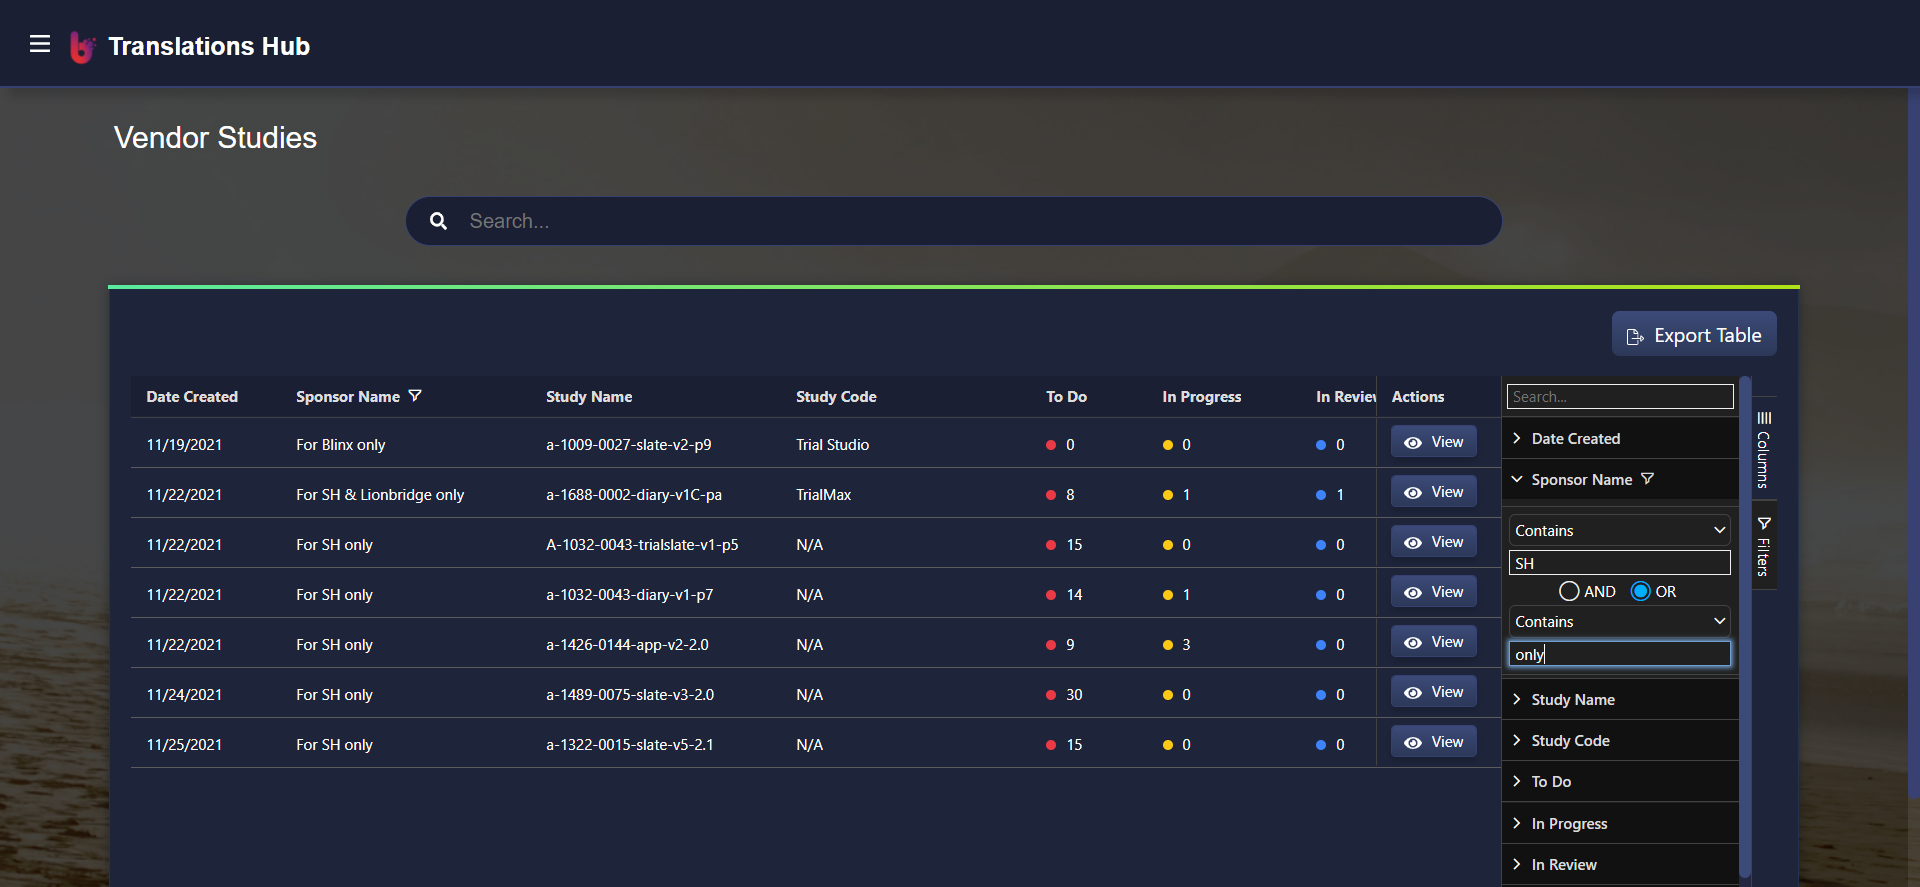 Translations Hub
Vendor Studies
Search...
Export Table
Date Created Sponsor Name Study Name Study Code To Do In Progress In Review Actions
11/19/2021 For Blinx only a-1009-0027-slate-v2-p9 Trial Studio 0 0 0 View
11/22/2021 For SH & Lionbridge only a-1688-0002-diary-v1C-pa TrialMax 8 1 1 View
11/22/2021 For SH only A-1032-0043-trialslate-v1-p5 N/A 15 0 0 View
11/22/2021 For SH only a-1032-0043-diary-v1-p7 N/A 14 1 0 View
11/22/2021 For SH only a-1426-0144-app-v2-2.0 N/A 9 3 0 View
11/24/2021 For SH only a-1489-0075-slate-v3-2.0 N/A 30 0 0 View
11/25/2021 For SH only a-1322-0015-slate-v5-2.1 N/A 15 0 0 View
Search...
Date Created
Sponsor Name
Contains
SH
AND OR
Contains
only
Study Name
Study Code
To Do
In Progress
In Review
Columns
Filters